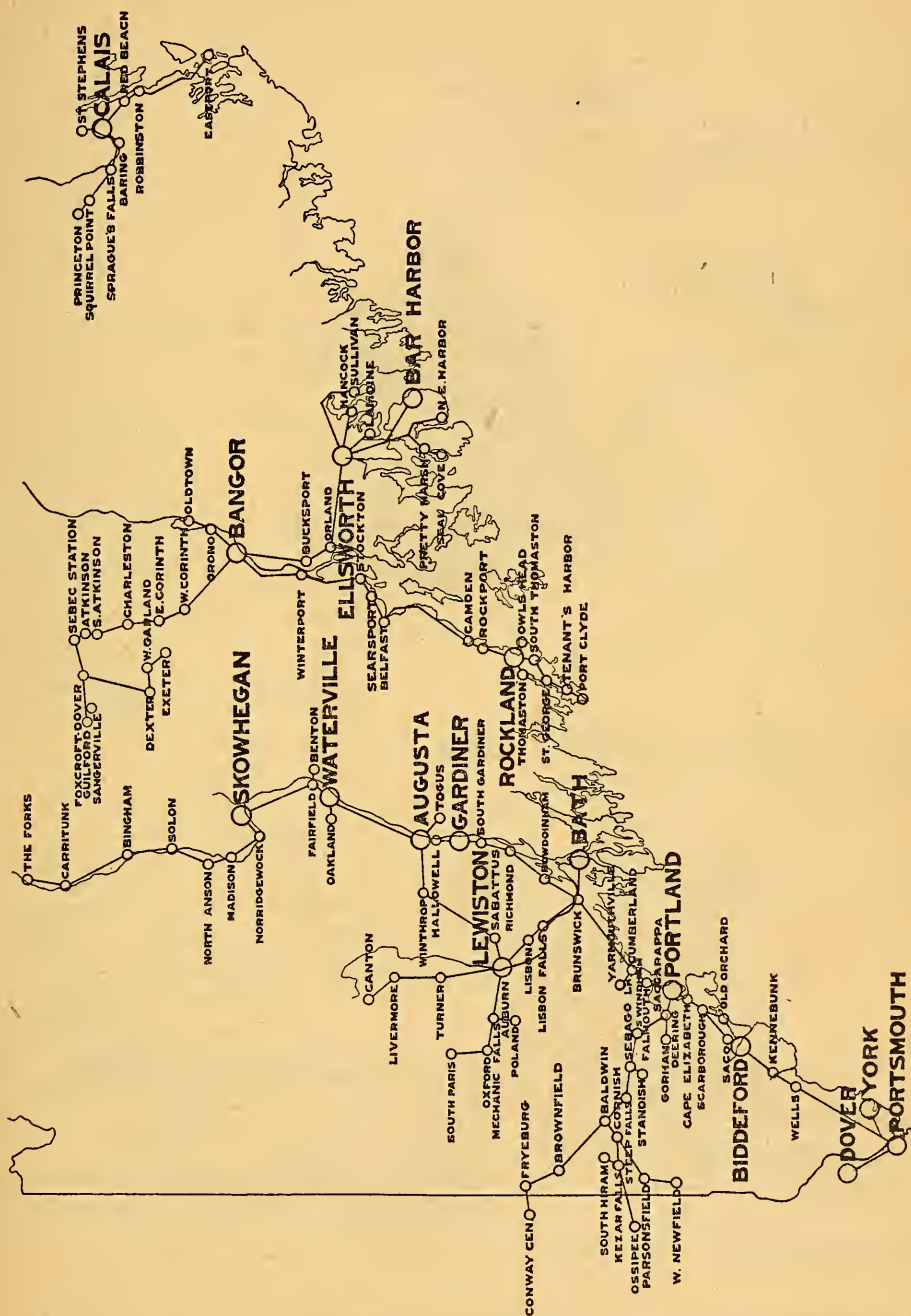 ST STEPHENS
CALAIS
RED BEACH
PRINCETON
SQUIRREL POINT
SPRAGUE'S FALLS
BARING
ROBBINSTON
EASTPORT
HANCOCK
SULLIVAN
LAMOINE
BAR HARBOR
N.E. HARBOR
ELLSWORTH
PRETTY MARSH
SEAL COVE
OLDTOWN
ORONO
BANGOR
SEBEC STATION
ATKINSON
S. ATKINSON
CHARLESTON
W. GARLAND
E. CORINTH
W. CORINTH
FOXCROFT-DOVER
GUILFORD
SANGERVILLE
DEXTER
EXETER
BUCKSPORT
ORLAND
STOCKTON
WINTERPORT
SEARSPORT
BELFAST
CAMDEN
ROCKPORT
OWLS HEAD
SOUTH THOMASTON
TENANT'S HARBOR
PORT CLYDE
ROCKLAND
THOMASTON
ST. GEORGE
THE FORKS
CARRITUNK
BINGHAM
SOLON
NORTH ANSON
MADISON
NORRIDGEWOCK
SKOWHEGAN
BENTON
FAIRFIELD
WATERVILLE
OAKLAND
AUGUSTA
TOGUS
GARDINER
SOUTH GARDINER
WINTHROP
HALLOWELL
LEWISTON
SABATTUS
RICHMOND
BOWDOINHAM
BATH
CANTON
LIVERMORE
TURNER
AUBURN
LISBON
LISBON FALLS
BRUNSWICK
SOUTH PARIS
OXFORD
MECHANIC FALLS
POLAND
YARMOUTHVILLE
CUMBERLAND
SEBAGO LK
S. WINDHAM
SACCARAPPA
FALMOUTH
PORTLAND
GORHAM
DEERING
CAPE ELIZABETH
SCARBOROUGH
OLD ORCHARD
SACO
BIDDEFORD
KENNEBUNK
WELLS
FRYEBURG
BROWNFIELD
BALDWIN
CORNISH
STEEP FALLS
STANDISH
CONWAY CEN
SOUTH HIRAM
KEZAR FALLS
OSSIPEE
PARSONSFIELD
W. NEWFIELD
DOVER
YORK
PORTSMOUTH